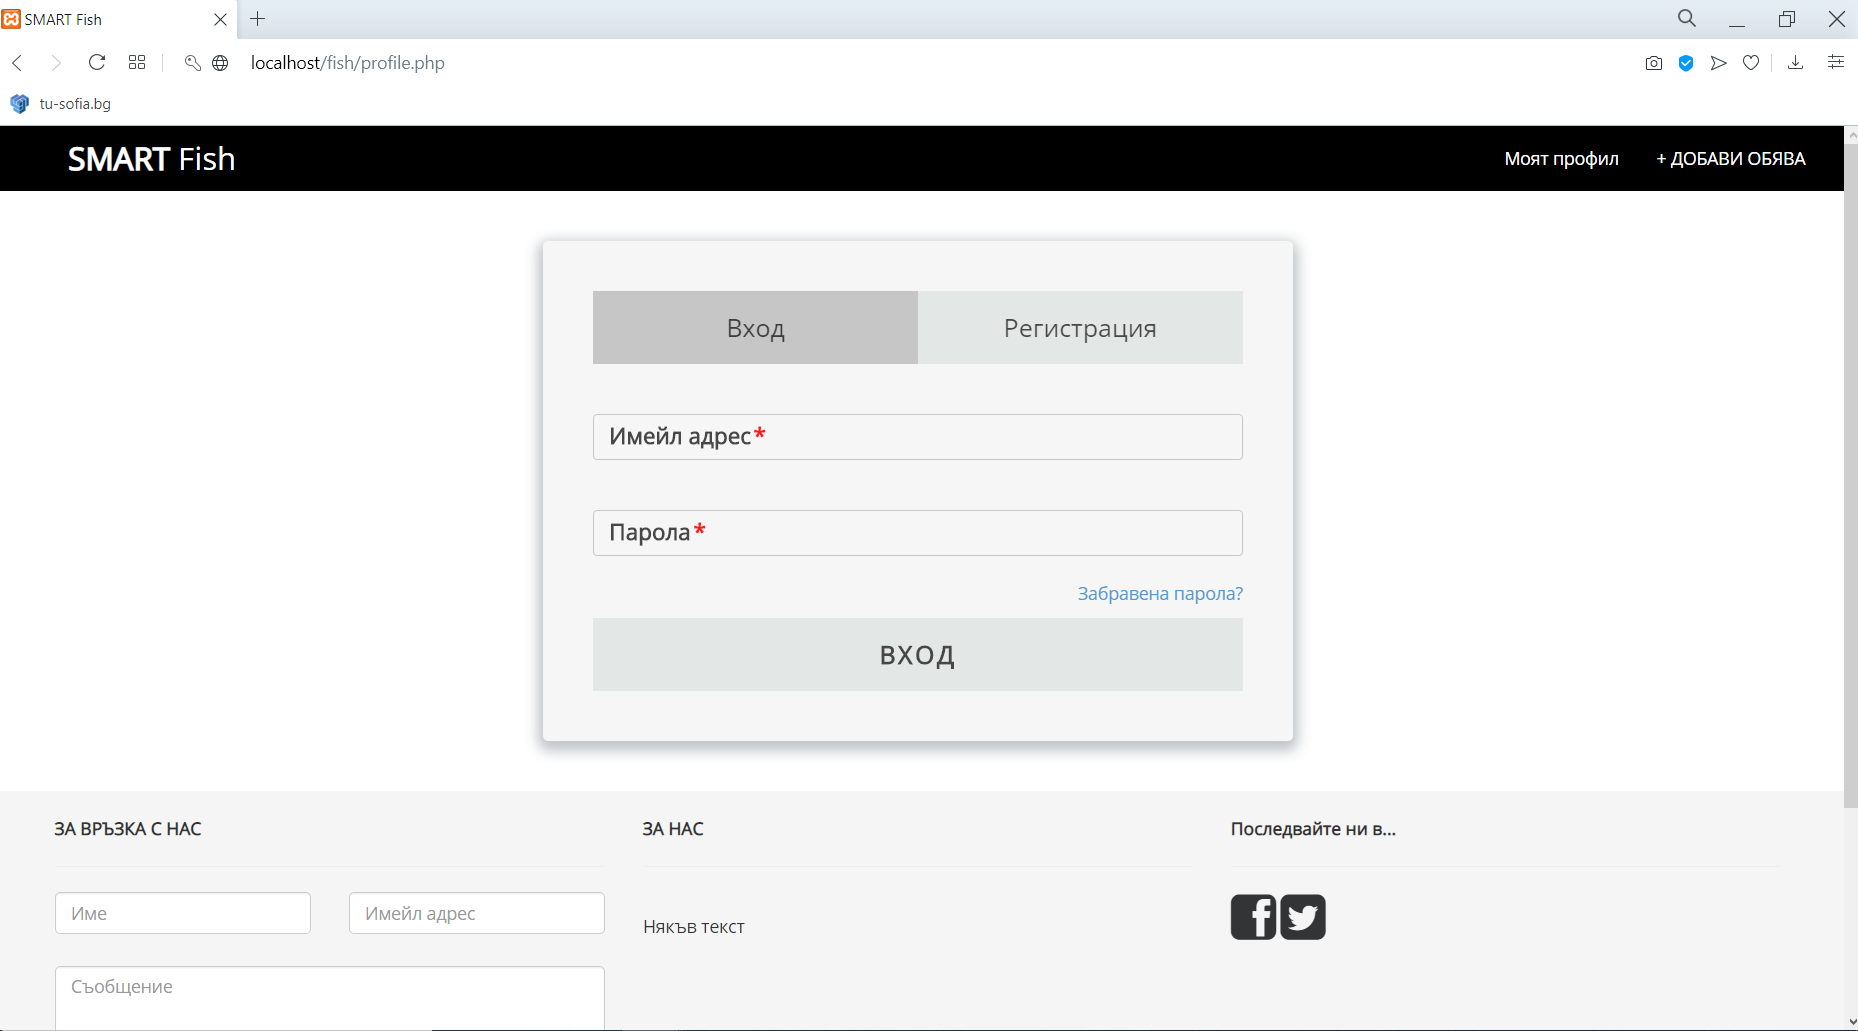 SMART Fish
localhost/fish/profile.php
tu-sofia.bg
SMART Fish
Моят профил
+ ДОБАВИ ОБЯВА
Вход
Регистрация
Имейл адрес*
Парола*
Забравена парола?
ВХОД
ЗА ВРЪЗКА С НАС
ЗА НАС
Последвайте ни в...
Име
Имейл адрес
Някъв текст
Съобщение